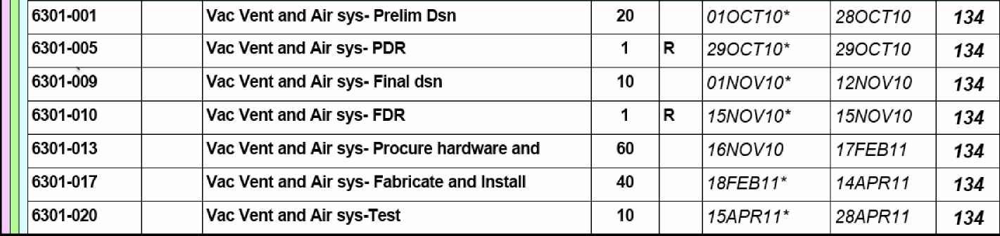 6301-001 Vac Vent and Air sys- Prelim Dsn 20 01OCT10* 28OCT10 134
6301-005 Vac Vent and Air sys- PDR 1 R 29OCT10* 29OCT10 134
6301-009 Vac Vent and Air sys- Final dsn 10 01NOV10* 12NOV10 134
6301-010 Vac Vent and Air sys- FDR 1 R 15NOV10* 15NOV10 134
6301-013 Vac Vent and Air sys- Procure hardware and 60 16NOV10 17FEB11 134
6301-017 Vac Vent and Air sys- Fabricate and Install 40 18FEB11* 14APR11 134
6301-020 Vac Vent and Air sys-Test 10 15APR11* 28APR11 134